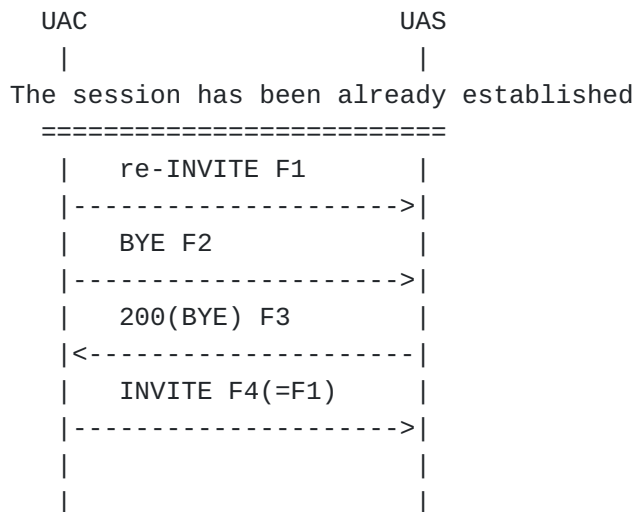 UAC                    UAS
|                       |
The session has been already established
==========================
|   re-INVITE F1       |
|--------------------->|
|   BYE F2             |
|--------------------->|
|   200(BYE) F3        |
|<---------------------|
|   INVITE F4(=F1)     |
|--------------------->|
|                      |
|                      |